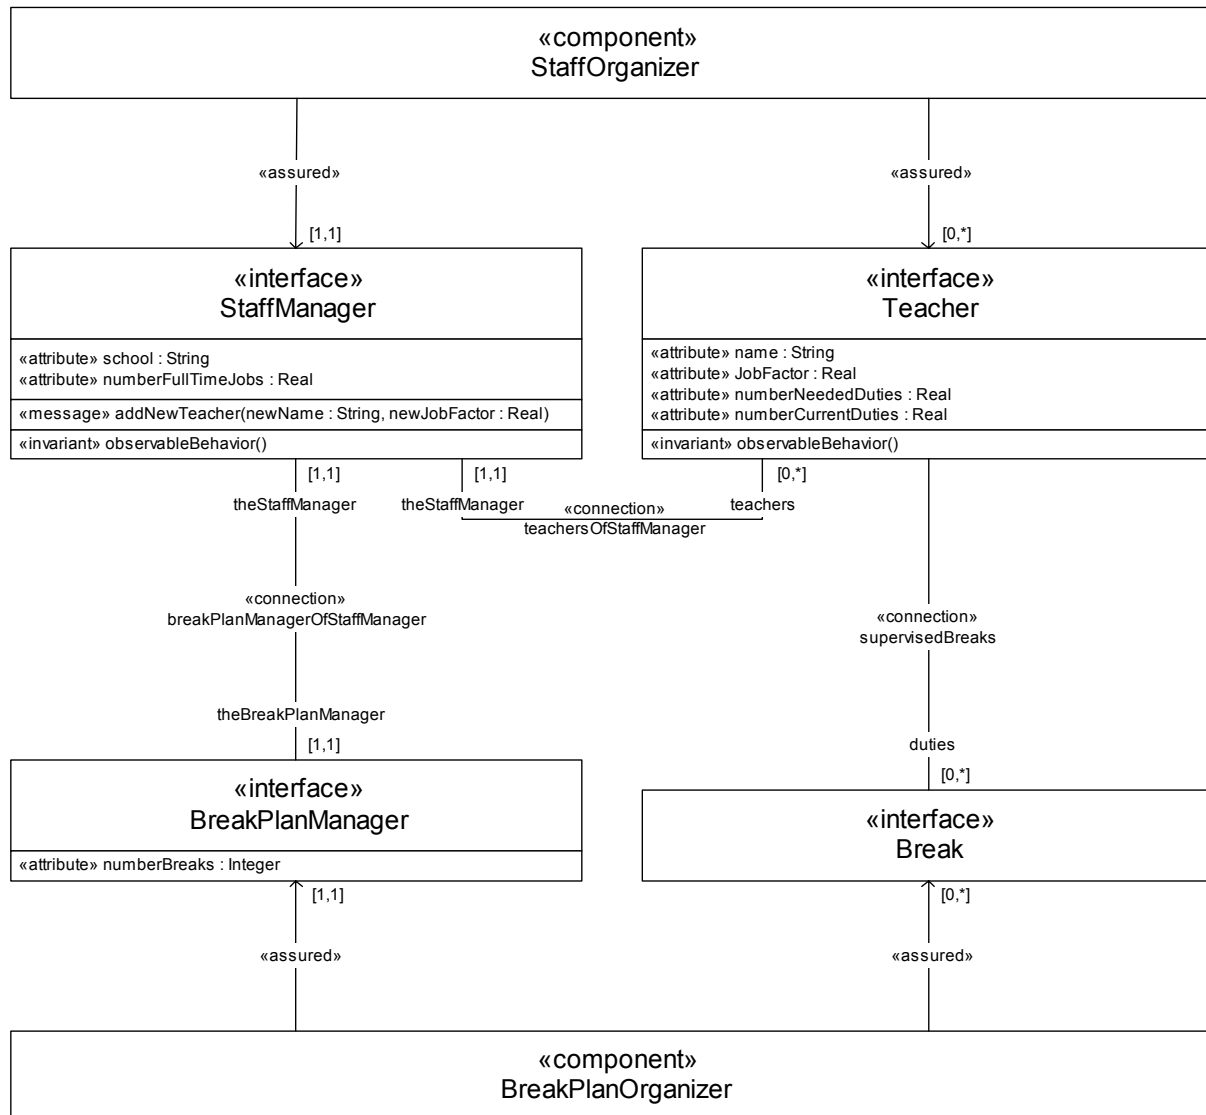 «component»
StaffOrganizer
«assured»
«assured»
[1,1]
[0,*]
«interface»
StaffManager
«attribute» school : String
«attribute» numberFullTimeJobs : Real
«message» addNewTeacher(newName : String, newJobFactor : Real)
«invariant» observableBehavior()
«interface»
Teacher
«attribute» name : String
«attribute» JobFactor : Real
«attribute» numberNeededDuties : Real
«attribute» numberCurrentDuties : Real
«invariant» observableBehavior()
[1,1]
theStaffManager
[1,1]
theStaffManager
[0,*]
teachers
«connection»
teachersOfStaffManager
«connection»
breakPlanManagerOfStaffManager
«connection»
supervisedBreaks
theBreakPlanManager
[1,1]
duties
[0,*]
«interface»
BreakPlanManager
«attribute» numberBreaks : Integer
«interface»
Break
[1,1]
[0,*]
«assured»
«assured»
«component»
BreakPlanOrganizer